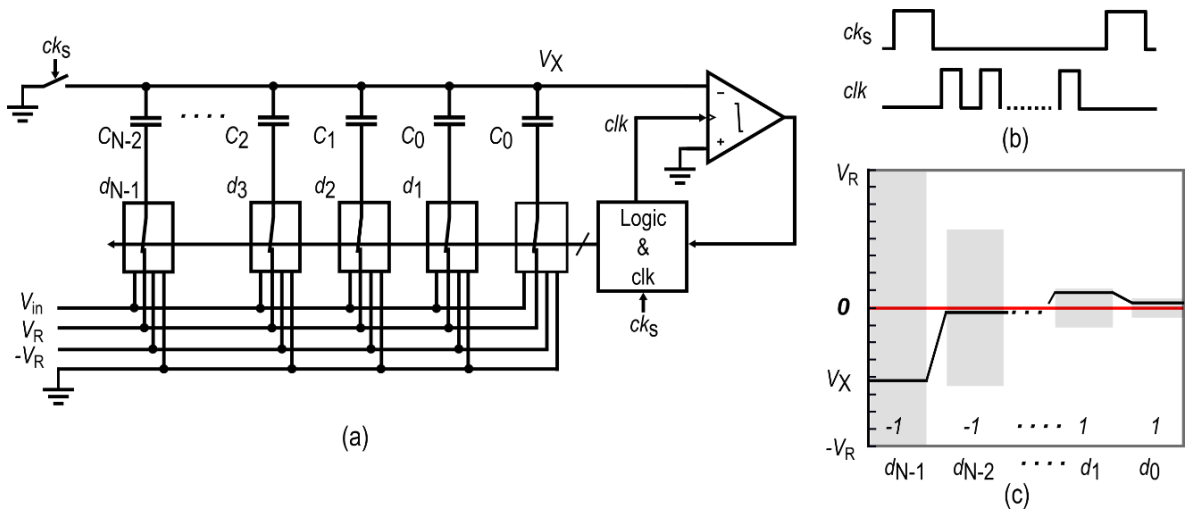 ckS
VX
CN-2
. . . .
C2
C1
C0
C0
clk
−
+
dN-1
d3
d2
d1
Logic
&
clk
Vin
VR
-VR
ckS
(a)
ckS
clk
(b)
VR
0
VX
-VR
-1 -1 . . . . 1 1
dN-1 dN-2 . . . . d1 d0
(c)